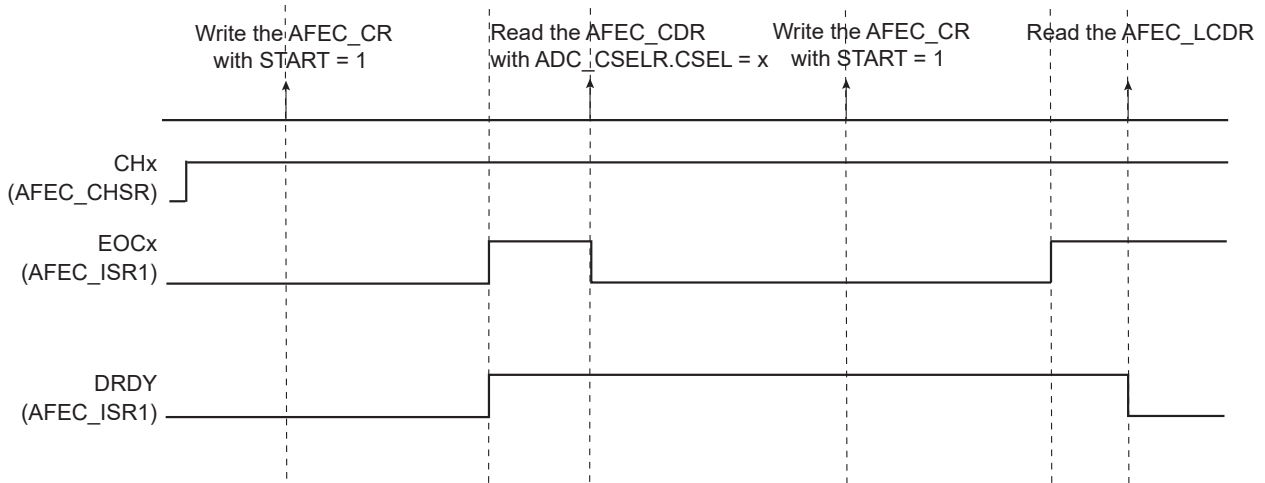 Write the AFEC_CR
with START = 1
Read the AFEC_CDR
with ADC_CSELR.CSEL = x
Write the AFEC_CR
with START = 1
Read the AFEC_LCDR
CHx
(AFEC_CHSR)
EOCx
(AFEC_ISR1)
DRDY
(AFEC_ISR1)